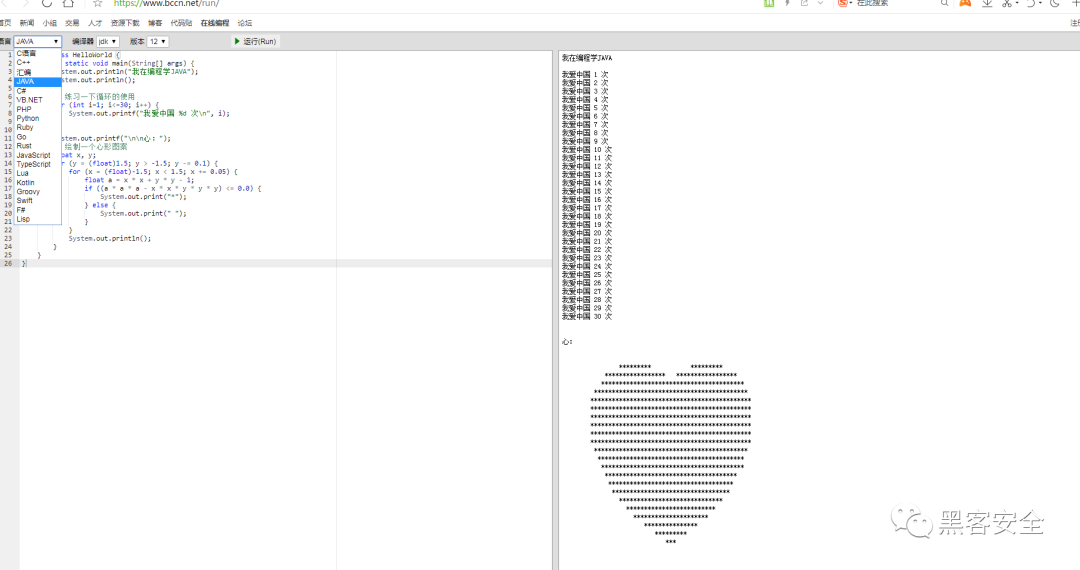 https://www.bccn.net/run/
在此搜索
首页 新闻 小组 交易 人才 资源下载 博客 代码贴 在线编程 论坛
语言 JAVA 编译器 jdk 版本 12 运行(Run)
C语言
C++
汇编
JAVA
C#
VB.NET
PHP
Python
Ruby
Go
Rust
JavaScript
TypeScript
Lua
Kotlin
Groovy
Swift
F#
Lisp
1 ss HelloWorld {
2 static void main(String[] args) {
3 stem.out.println("我在编程学JAVA");
4 stem.out.println();
5
6 练习一下循环的使用
7 r (int i=1; i<=30; i++) {
8 System.out.printf("我爱中国 %d 次\n", i);
9
10
11 stem.out.printf("\n\n心：");
12 绘制一个心形图案
13 oat x, y;
14 r (y = (float)1.5; y > -1.5; y -= 0.1) {
15 for (x = (float)-1.5; x < 1.5; x += 0.05) {
16 float a = x * x + y * y - 1;
17 if ((a * a * a - x * x * y * y * y) <= 0.0) {
18 System.out.print("*");
19 } else {
20 System.out.print(" ");
21 }
22 }
23 System.out.println();
24 }
25 }
26 }
我在编程学JAVA
我爱中国 1 次
我爱中国 2 次
我爱中国 3 次
我爱中国 4 次
我爱中国 5 次
我爱中国 6 次
我爱中国 7 次
我爱中国 8 次
我爱中国 9 次
我爱中国 10 次
我爱中国 11 次
我爱中国 12 次
我爱中国 13 次
我爱中国 14 次
我爱中国 15 次
我爱中国 16 次
我爱中国 17 次
我爱中国 18 次
我爱中国 19 次
我爱中国 20 次
我爱中国 21 次
我爱中国 22 次
我爱中国 23 次
我爱中国 24 次
我爱中国 25 次
我爱中国 26 次
我爱中国 27 次
我爱中国 28 次
我爱中国 29 次
我爱中国 30 次
心：
黑客安全